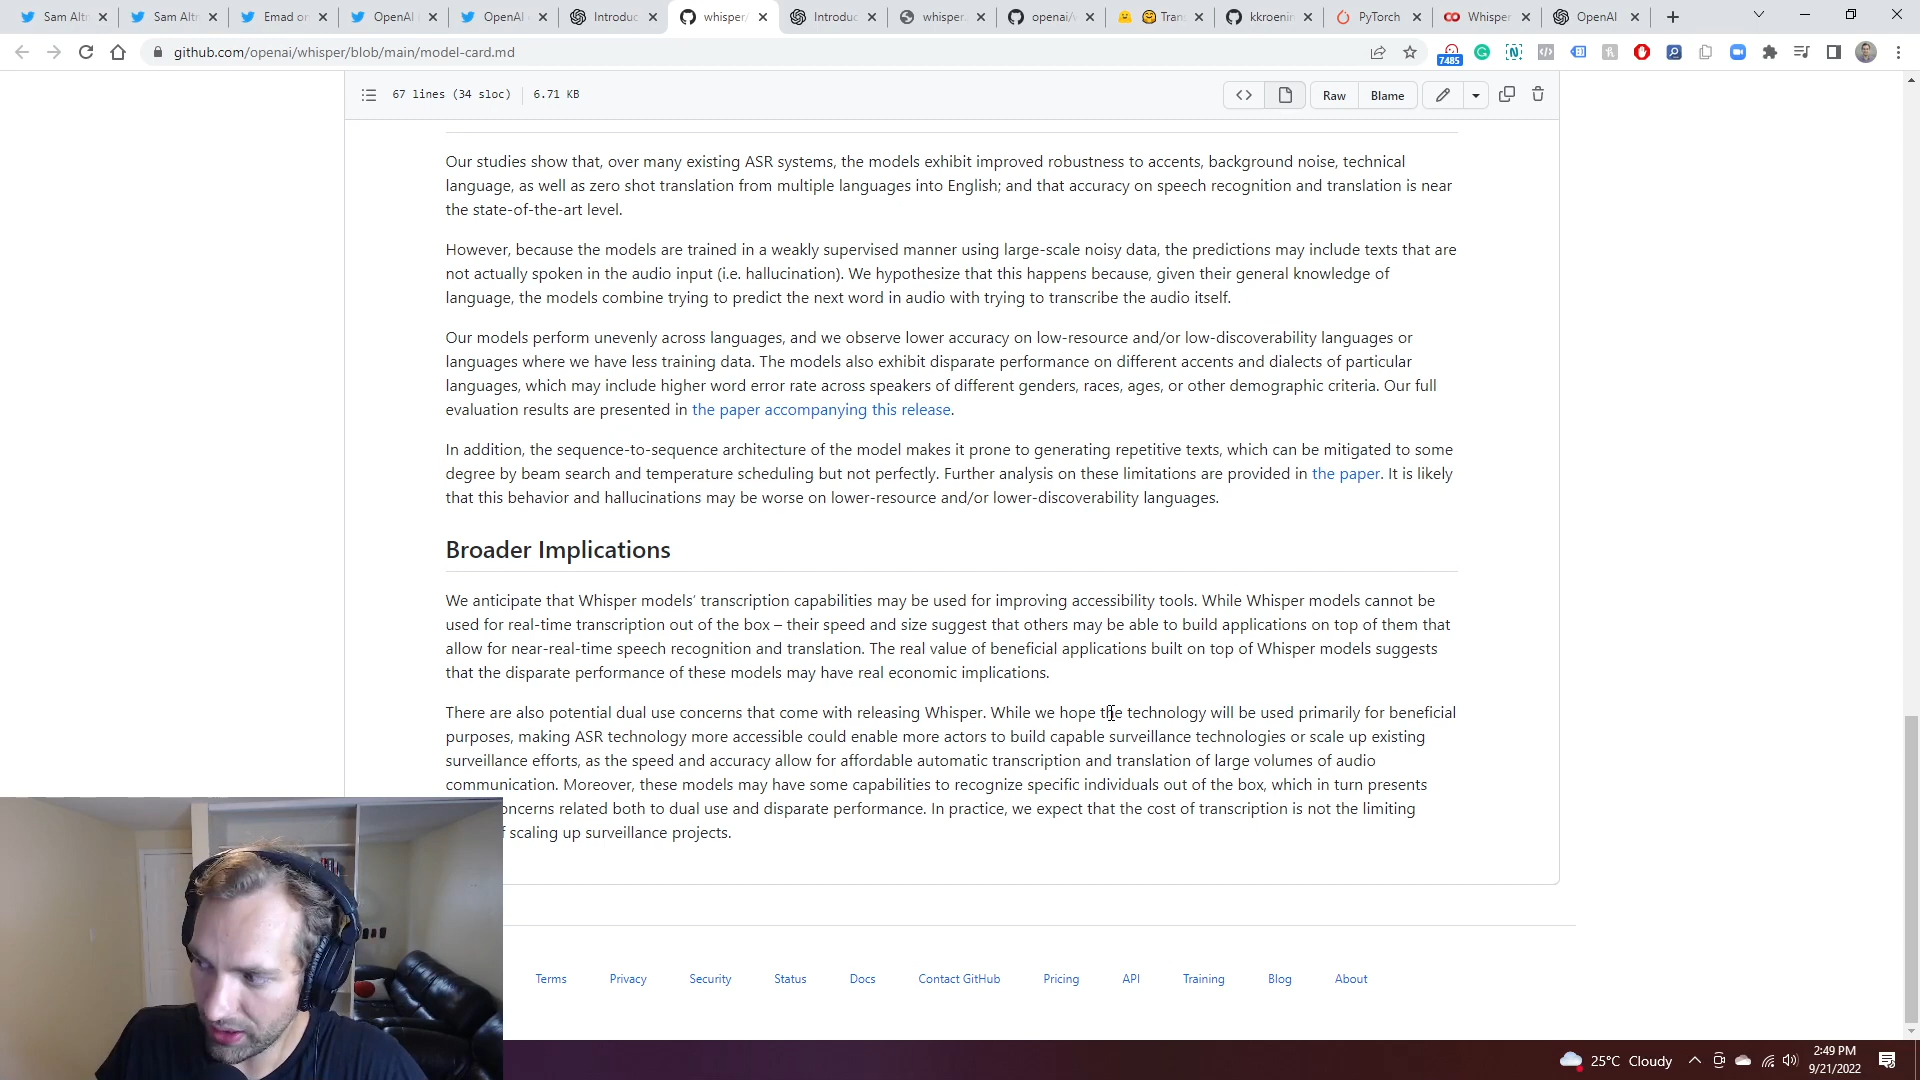 Sam Altr
Sam Altr
Emad or
OpenAI
OpenAI
Introduc
whisper/
Introduc
whisper.
openai/
Tran
kkroenin
PyTorch
Whisper
OpenAI
github.com/openai/whisper/blob/main/model-card.md
7485
67 lines (34 sloc) 6.71 KB
Raw Blame
Our studies show that, over many existing ASR systems, the models exhibit improved robustness to accents, background noise, technical
language, as well as zero shot translation from multiple languages into English; and that accuracy on speech recognition and translation is near
the state-of-the-art level.
However, because the models are trained in a weakly supervised manner using large-scale noisy data, the predictions may include texts that are
not actually spoken in the audio input (i.e. hallucination). We hypothesize that this happens because, given their general knowledge of
language, the models combine trying to predict the next word in audio with trying to transcribe the audio itself.
Our models perform unevenly across languages, and we observe lower accuracy on low-resource and/or low-discoverability languages or
languages where we have less training data. The models also exhibit disparate performance on different accents and dialects of particular
languages, which may include higher word error rate across speakers of different genders, races, ages, or other demographic criteria. Our full
evaluation results are presented in the paper accompanying this release.
In addition, the sequence-to-sequence architecture of the model makes it prone to generating repetitive texts, which can be mitigated to some
degree by beam search and temperature scheduling but not perfectly. Further analysis on these limitations are provided in the paper. It is likely
that this behavior and hallucinations may be worse on lower-resource and/or lower-discoverability languages.
Broader Implications
We anticipate that Whisper models’ transcription capabilities may be used for improving accessibility tools. While Whisper models cannot be
used for real-time transcription out of the box – their speed and size suggest that others may be able to build applications on top of them that
allow for near-real-time speech recognition and translation. The real value of beneficial applications built on top of Whisper models suggests
that the disparate performance of these models may have real economic implications.
There are also potential dual use concerns that come with releasing Whisper. While we hope the technology will be used primarily for beneficial
purposes, making ASR technology more accessible could enable more actors to build capable surveillance technologies or scale up existing
surveillance efforts, as the speed and accuracy allow for affordable automatic transcription and translation of large volumes of audio
communication. Moreover, these models may have some capabilities to recognize specific individuals out of the box, which in turn presents
oncerns related both to dual use and disparate performance. In practice, we expect that the cost of transcription is not the limiting
f scaling up surveillance projects.
Terms Privacy Security Status Docs Contact GitHub Pricing API Training Blog About
25°C Cloudy
2:49 PM
9/21/2022